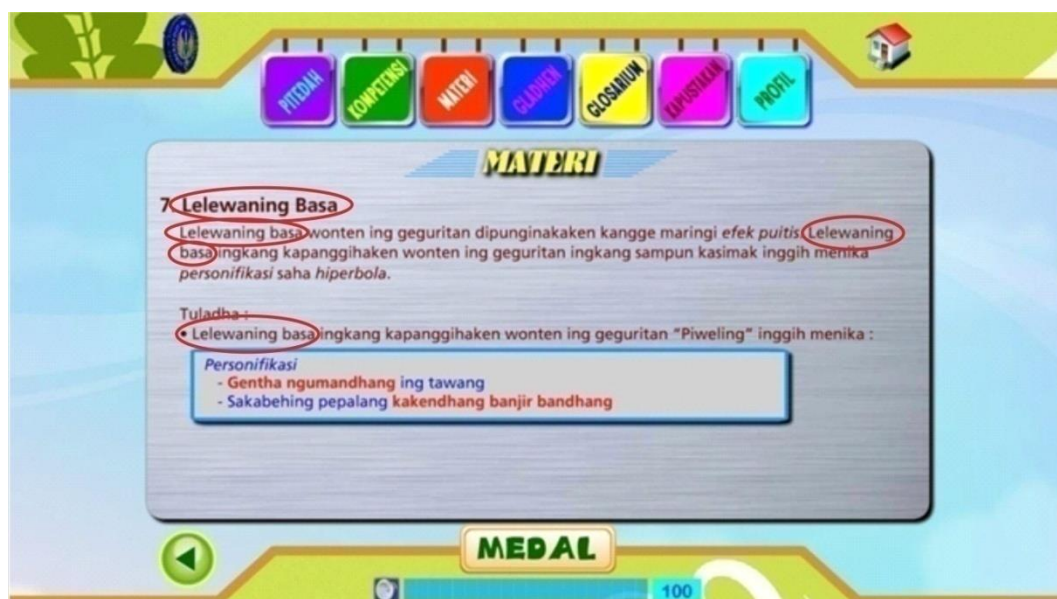 PITEDAH KOMPETENSI MATERI GLADHEN GLOSARIUM KAPUSTAKAN PROFIL
MATERI
7. Lelewaning Basa
Lelewaning basa wonten ing geguritan dipunginakaken kangge maringi efek puitis. Lelewaning
basa ingkang kapanggihaken wonten ing geguritan ingkang sampun kasimak inggih menika
personifikasi saha hiperbola.
Tuladha :
• Lelewaning basa ingkang kapanggihaken wonten ing geguritan "Piweling" inggih menika :
Personifikasi
- Gentha ngumandhang ing tawang
- Sakabehing pepalang kakendhang banjir bandhang
MEDAL
100